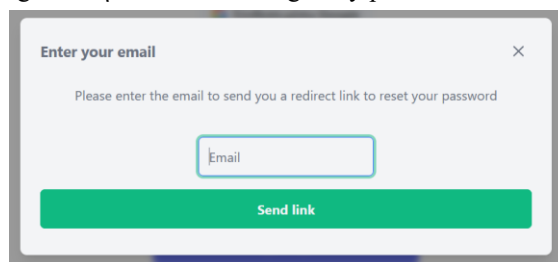 Enter your email
Please enter the email to send you a redirect link to reset your password
Email
Send link